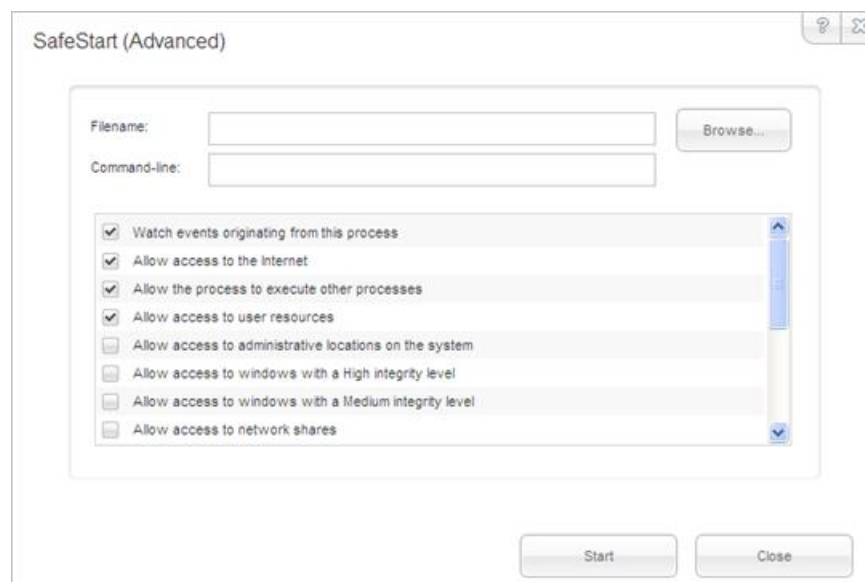 SafeStart (Advanced)
?
Filename:
Browse...
Command-line:
Watch events originating from this process
Allow access to the Internet
Allow the process to execute other processes
Allow access to user resources
Allow access to administrative locations on the system
Allow access to windows with a High integrity level
Allow access to windows with a Medium integrity level
Allow access to network shares
Start
Close